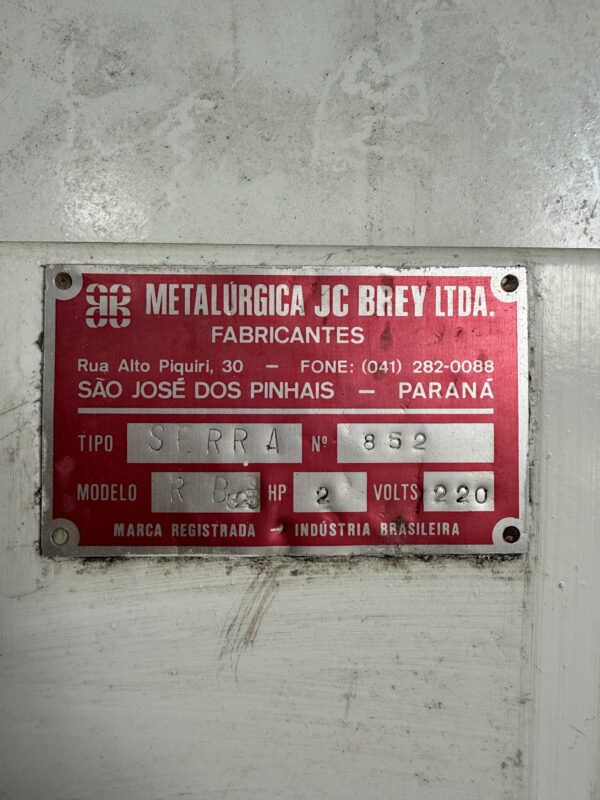 METALÚRGICA JC BREY LTDA.
FABRICANTES
Rua Alto Piquiri, 30 — FONE: (041) 282-0088
SÃO JOSÉ DOS PINHAIS — PARANÁ
TIPO SERRA Nº 852
MODELO R B HP 2 VOLTS 220
MARCA REGISTRADA — INDÚSTRIA BRASILEIRA